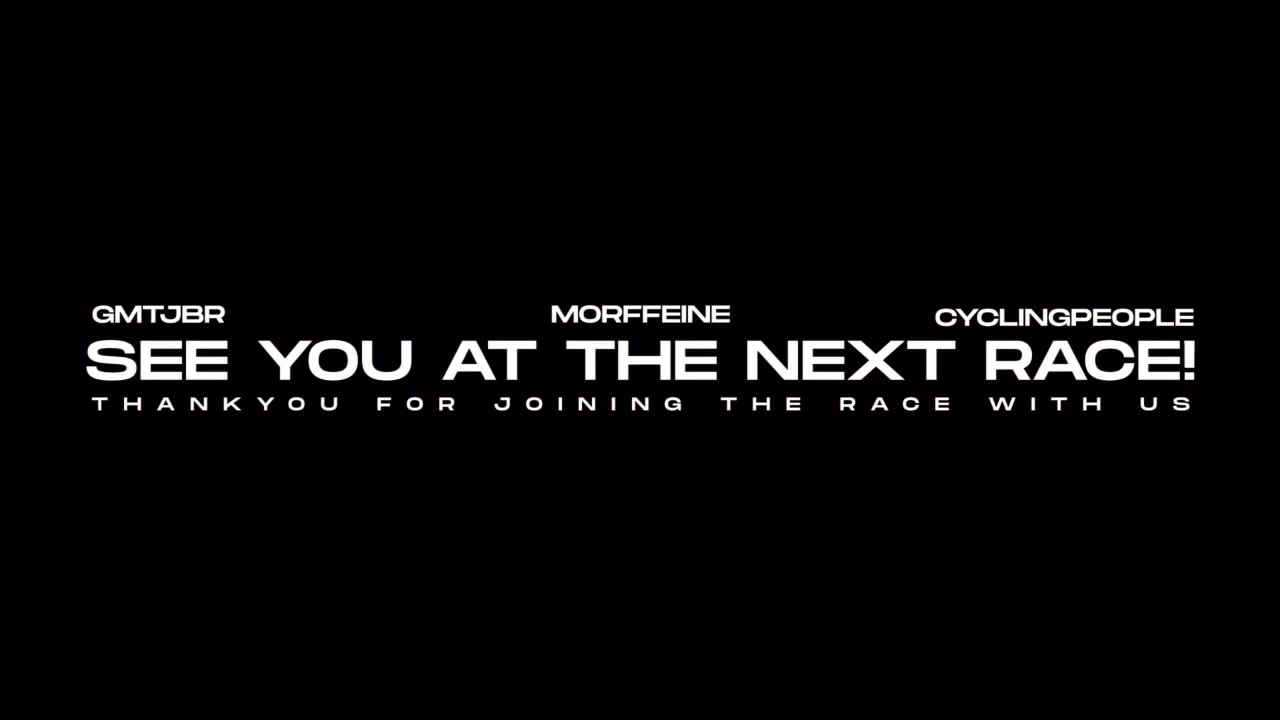 GMTJBR MORFFEINE CYCLINGPEOPLE
SEE YOU AT THE NEXT RACE!
THANKYOU FOR JOINING THE RACE WITH US